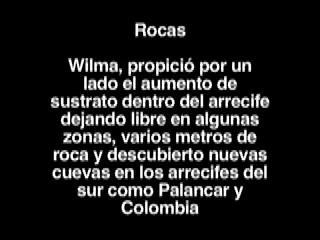 Rocas
Wilma, propició por un
lado el aumento de
sustrato dentro del arrecife
dejando libre en algunas
zonas, varios metros de
roca y descubierto nuevas
cuevas en los arrecifes del
sur como Palancar y
Colombia